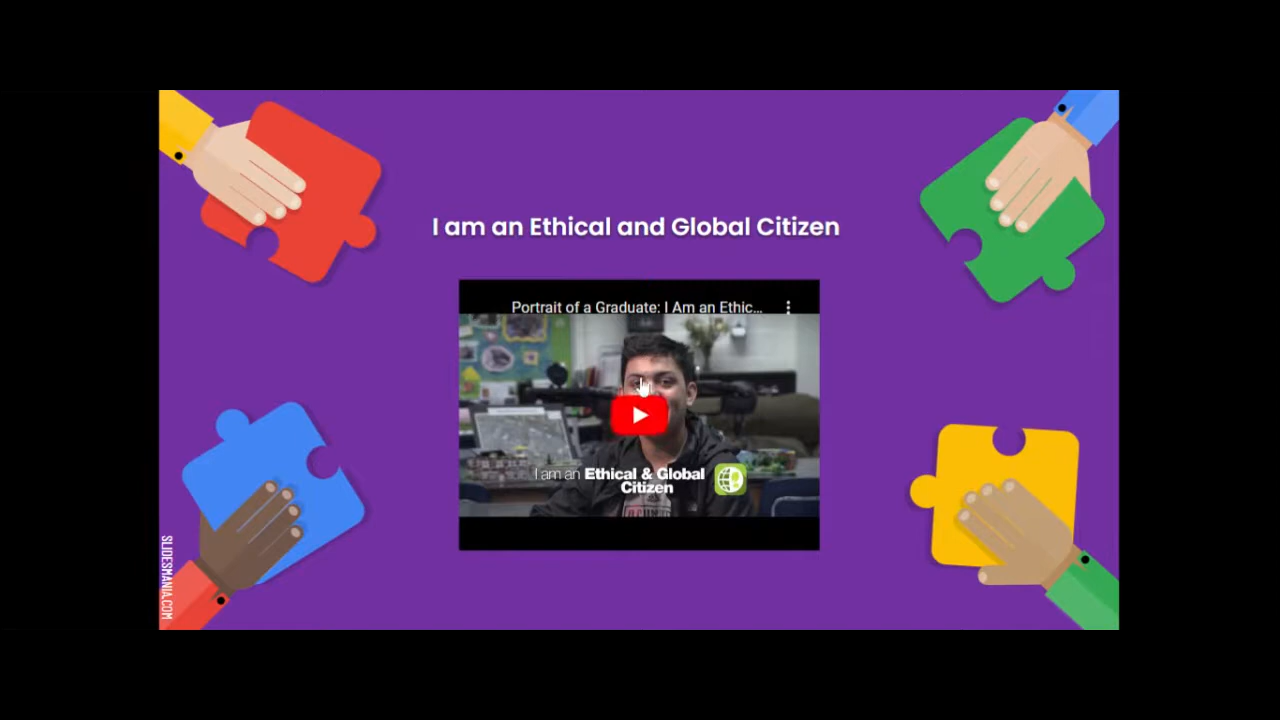 I am an Ethical and Global Citizen
Portrait of a Graduate: I Am an Ethic...
I am an Ethical & Global
Citizen
SLIDESMANIA.COM